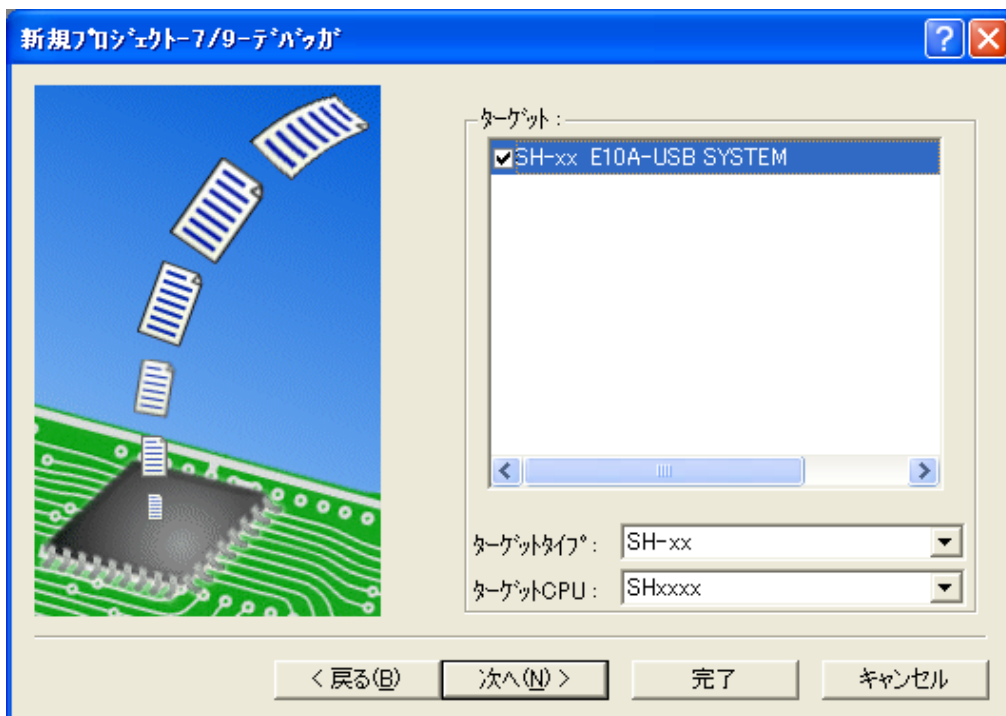 新規ﾌﾟﾛｼﾞｪｸﾄ-7/9-ﾃﾞﾊﾞｯｶﾞ
ﾀｰｹﾞｯﾄ :
SH-xx E10A-USB SYSTEM
ﾀｰｹﾞｯﾄﾀｲﾌﾟ : SH-xx
ﾀｰｹﾞｯﾄCPU : SHxxxx
< 戻る(B) 次へ(N) > 完了 キャンセル